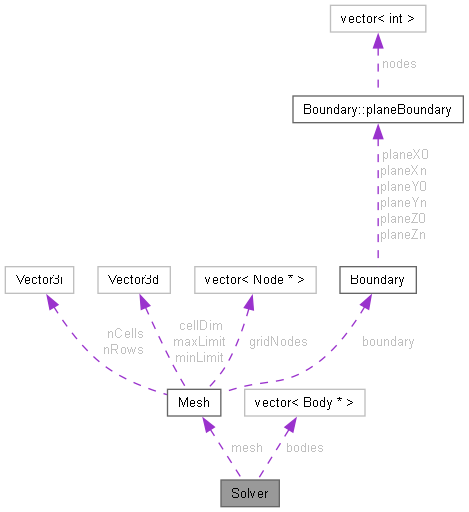 vector< int >
nodes
Boundary::planeBoundary
planeX0
planeXn
planeY0
planeYn
planeZ0
planeZn
Vector3i
Vector3d
vector< Node * >
Boundary
nCells
nRows
cellDim
maxLimit
minLimit
gridNodes
boundary
Mesh
vector< Body * >
mesh
bodies
Solver